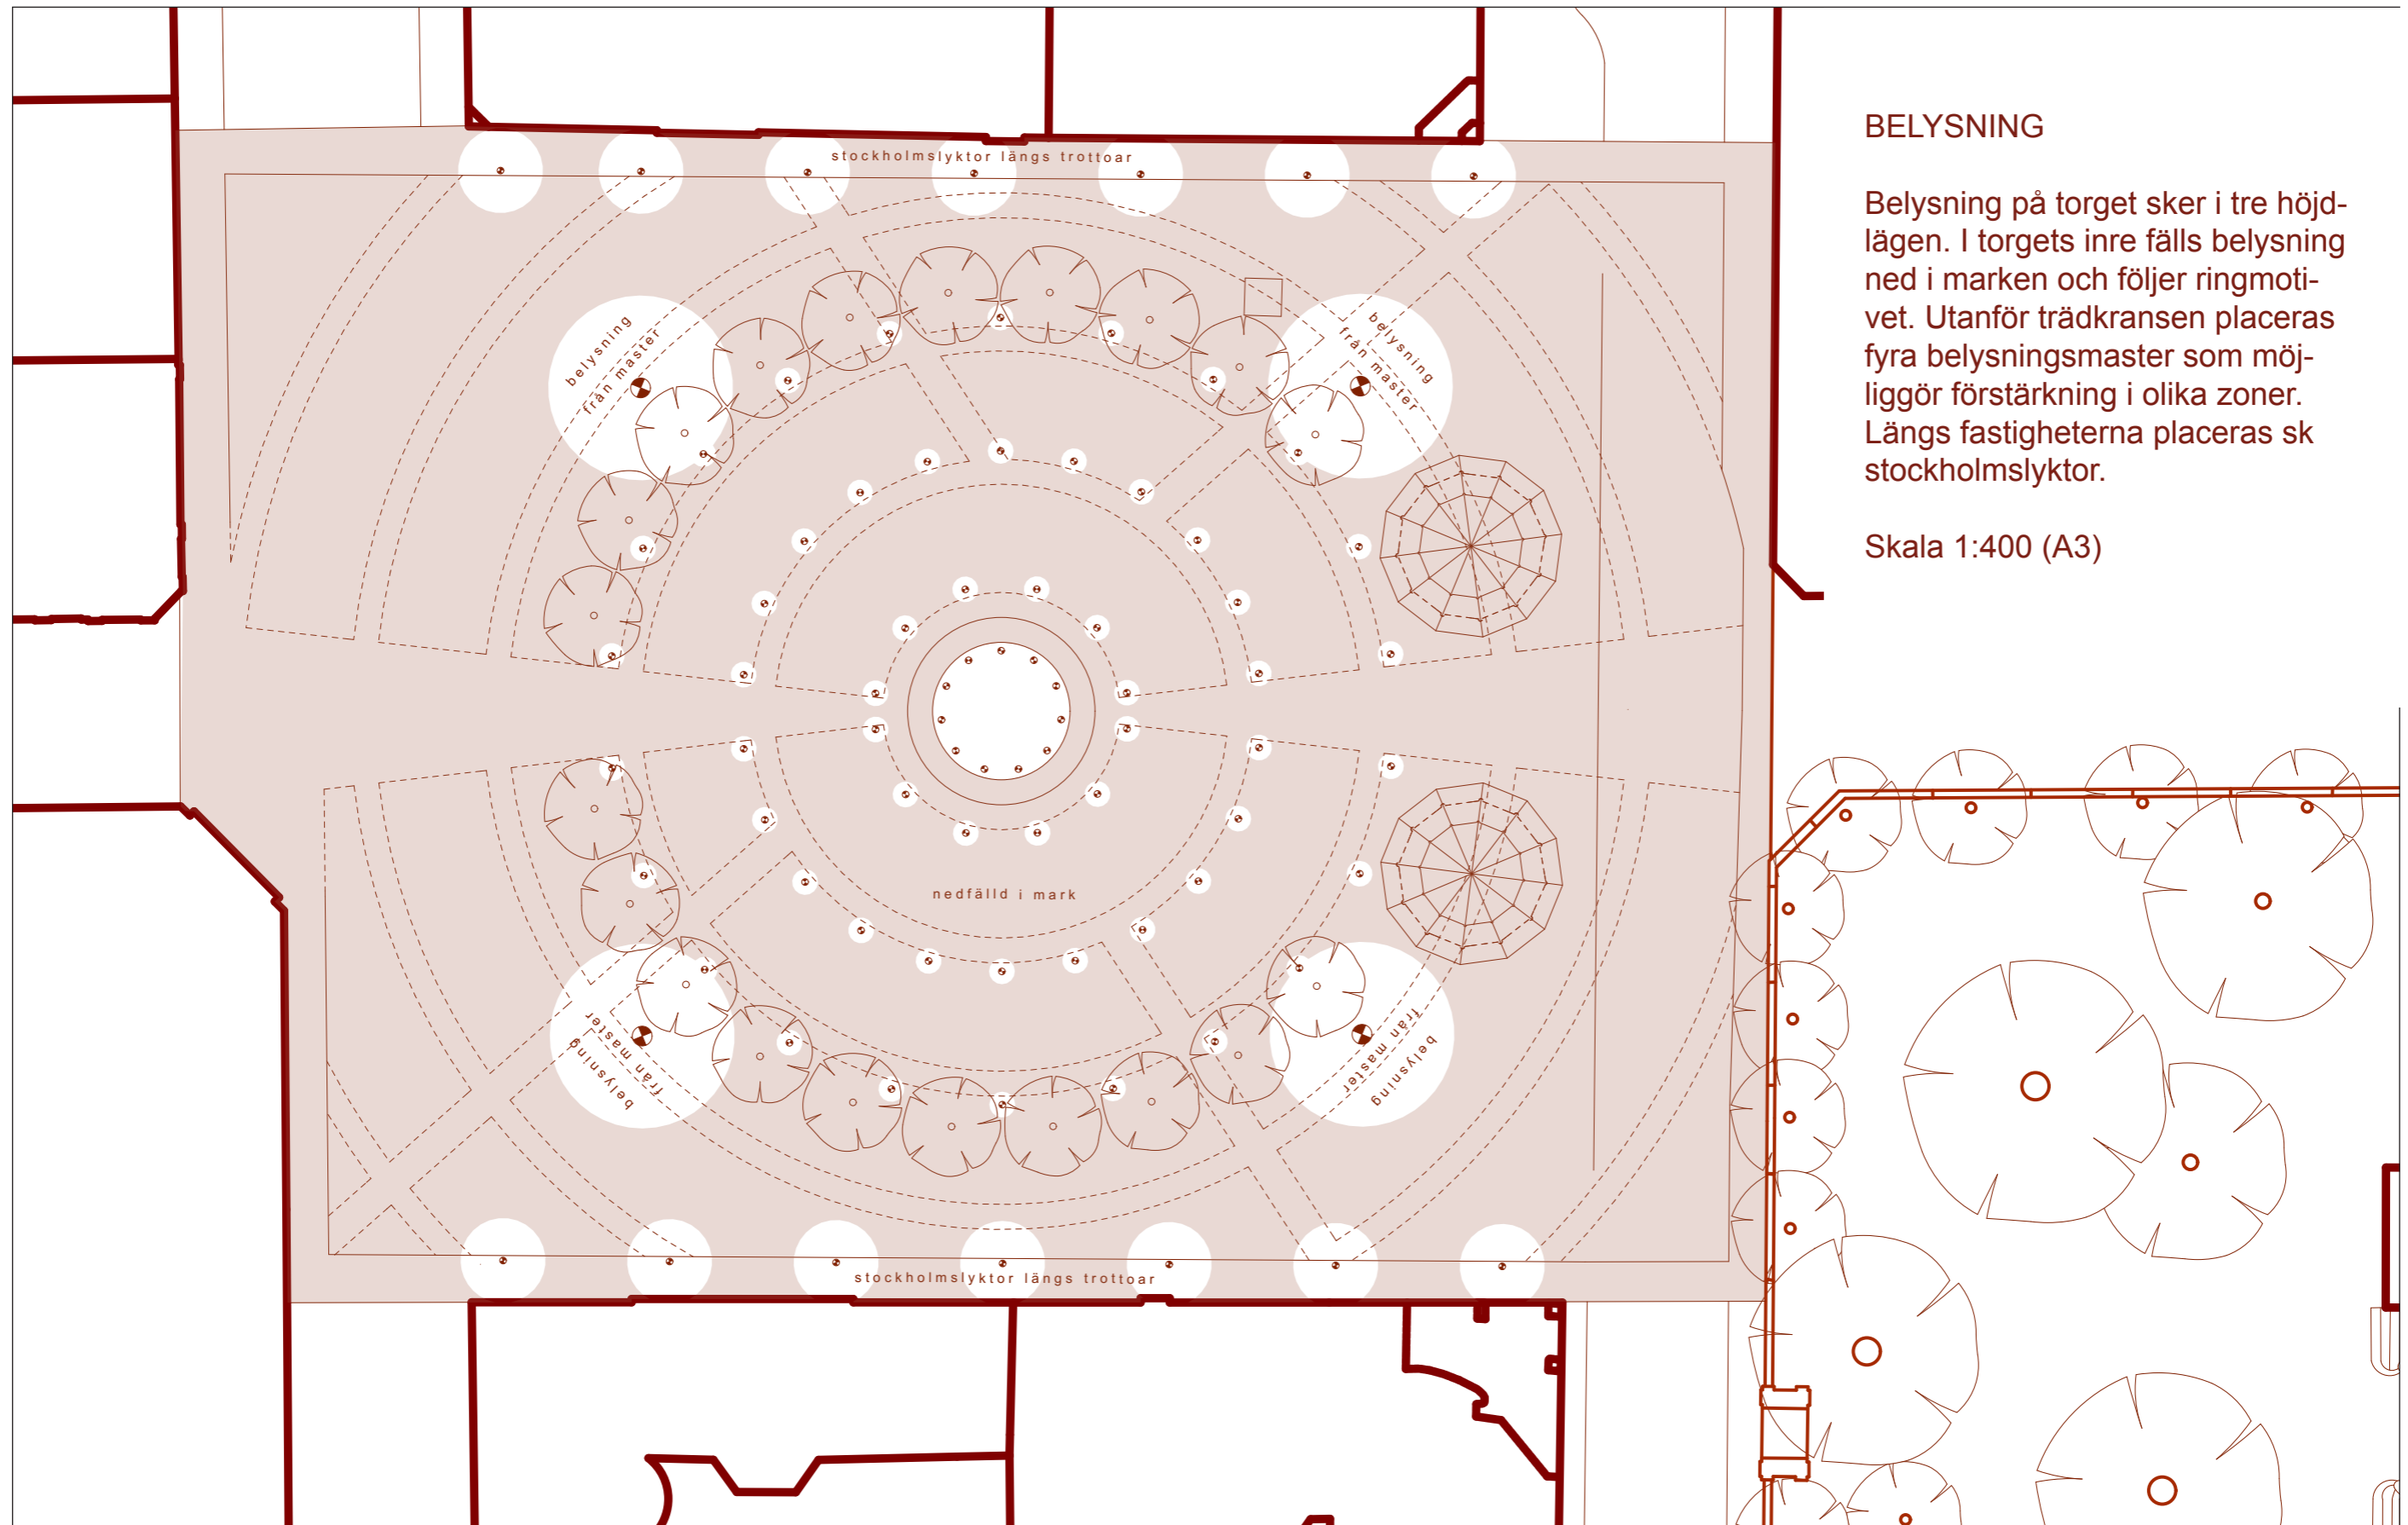 stockholmslyktor längs trottoar
BELYSNING
Belysning på torget sker i tre höjd-
lägen. I torgets inre fälls belysning
ned i marken och följer ringmoti-
vet. Utanför trädkransen placeras
fyra belysningsmaster som möj-
liggör förstärkning i olika zoner.
Längs fastigheterna placeras sk
stockholmslyktor.
Skala 1:400 (A3)
belysning
från master
belysning
från master
nedfälld i mark
belysning
från master
belysning
från master
stockholmslyktor längs trottoar